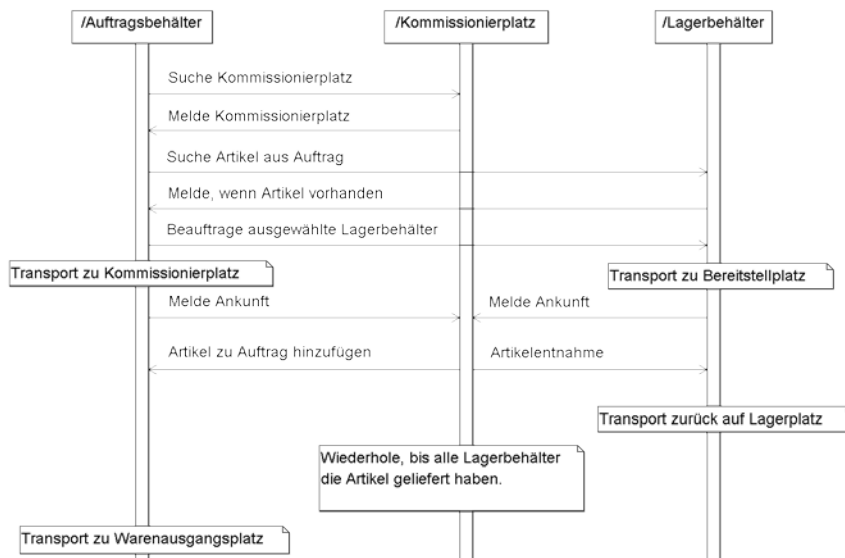 /Auftragsbehälter
/Kommissionierplatz
/Lagerbehälter
Suche Kommissionierplatz
Melde Kommissionierplatz
Suche Artikel aus Auftrag
Melde, wenn Artikel vorhanden
Beauftrage ausgewählte Lagerbehälter
Transport zu Kommissionierplatz
Transport zu Bereitstellplatz
Melde Ankunft
Melde Ankunft
Artikel zu Auftrag hinzufügen
Artikelentnahme
Transport zurück auf Lagerplatz
Wiederhole, bis alle Lagerbehälter
die Artikel geliefert haben.
Transport zu Warenausgangsplatz